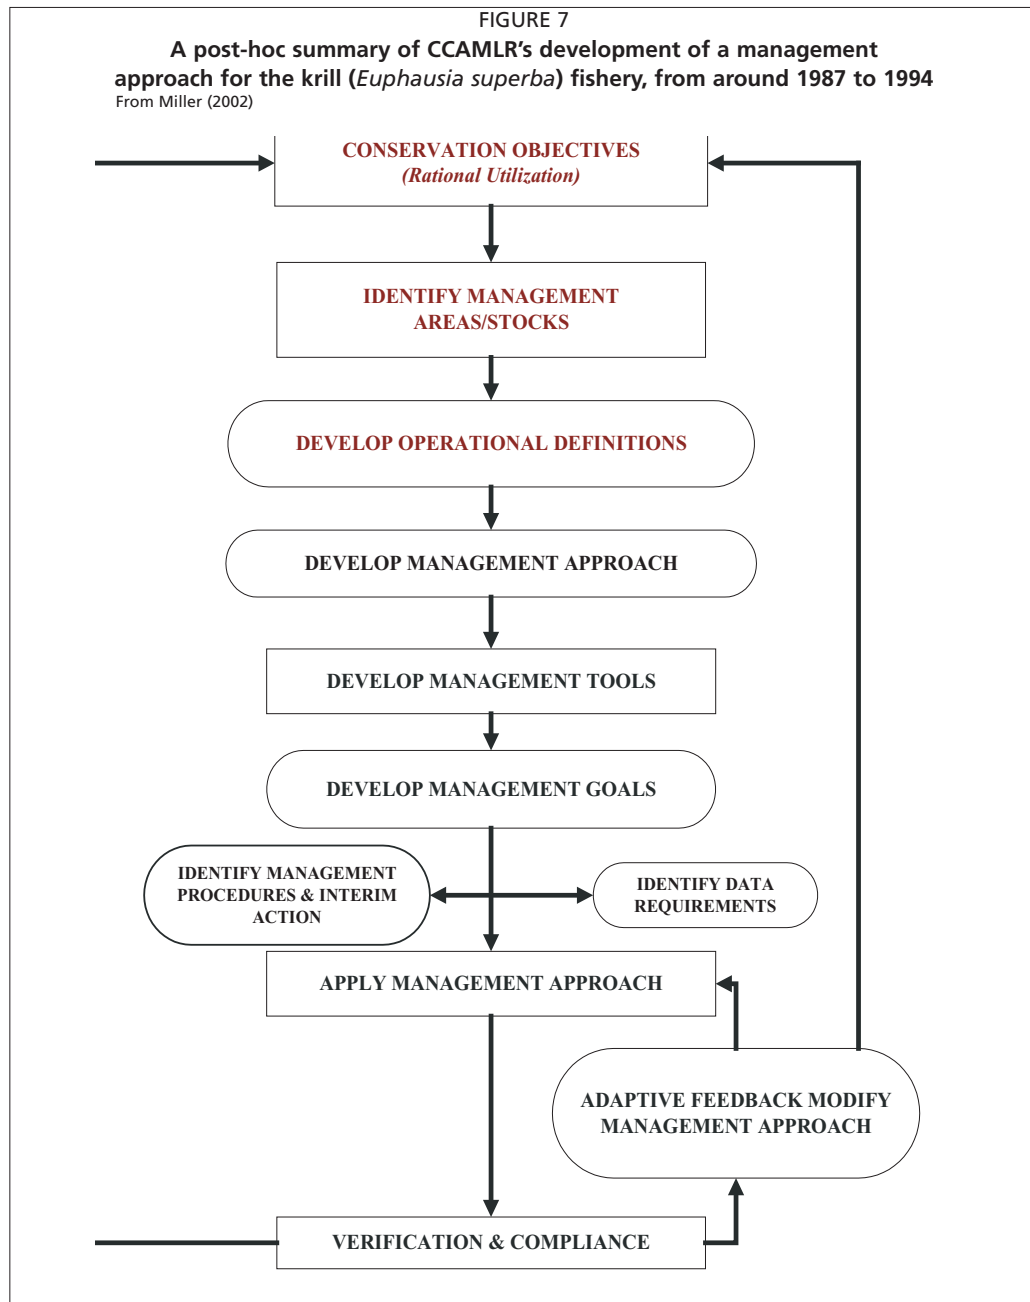 FIGURE 7
A post-hoc summary of CCAMLR's development of a management
approach for the krill (Euphausia superba) fishery, from around 1987 to 1994
From Miller (2002)
CONSERVATION OBJECTIVES
(Rational Utilization)
IDENTIFY MANAGEMENT
AREAS/STOCKS
DEVELOP OPERATIONAL DEFINITIONS
DEVELOP MANAGEMENT APPROACH
DEVELOP MANAGEMENT TOOLS
DEVELOP MANAGEMENT GOALS
IDENTIFY MANAGEMENT
PROCEDURES & INTERIM
ACTION
IDENTIFY DATA
REQUIREMENTS
APPLY MANAGEMENT APPROACH
ADAPTIVE FEEDBACK MODIFY
MANAGEMENT APPROACH
VERIFICATION & COMPLIANCE